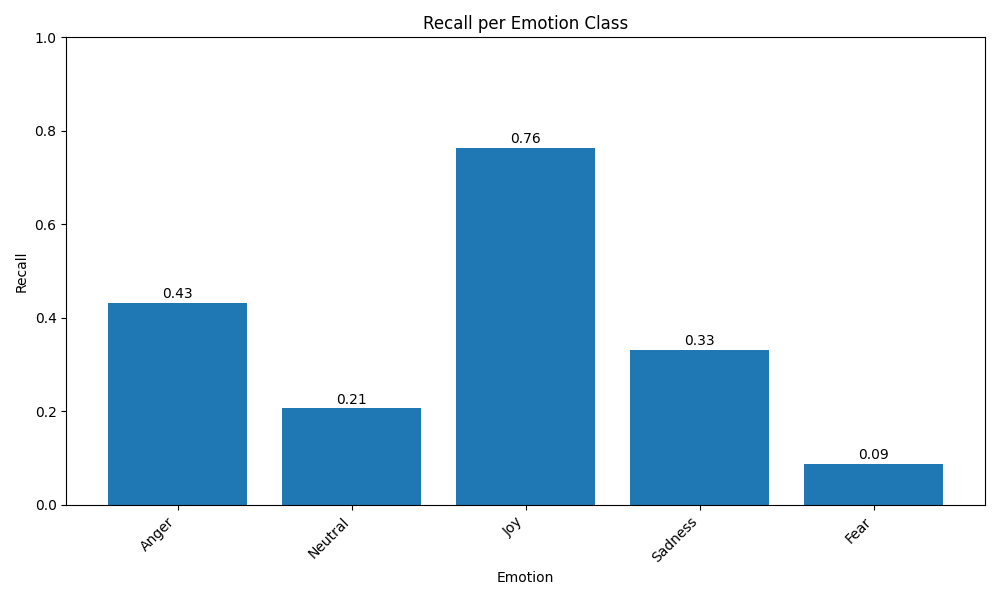 Recall per Emotion Class
1.0
0.8
0.6
0.4
0.2
0.0
Recall
0.43
0.21
0.76
0.33
0.09
Anger
Neutral
Joy
Sadness
Fear
Emotion